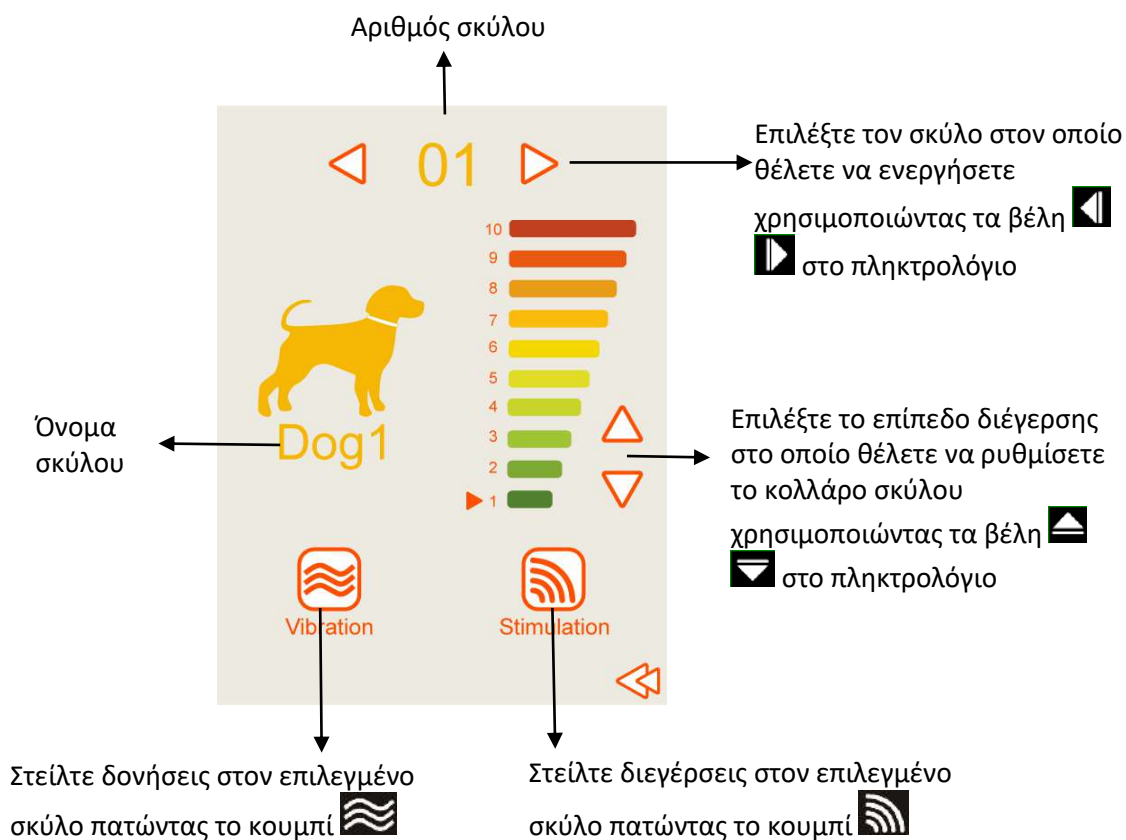 Αριθμός σκύλου
01
Επιλέξτε τον σκύλο στον οποίο
θέλετε να ενεργήσετε
χρησιμοποιώντας τα βέλη
στο πληκτρολόγιο
10
9
8
7
6
5
4
3
2
1
Dog1
Όνομα
σκύλου
Επιλέξτε το επίπεδο διέγερσης
στο οποίο θέλετε να ρυθμίσετε
το κολλάρο σκύλου
χρησιμοποιώντας τα βέλη
στο πληκτρολόγιο
Vibration
Stimulation
Στείλτε δονήσεις στον επιλεγμένο
σκύλο πατώντας το κουμπί
Στείλτε διεγέρσεις στον επιλεγμένο
σκύλο πατώντας το κουμπί